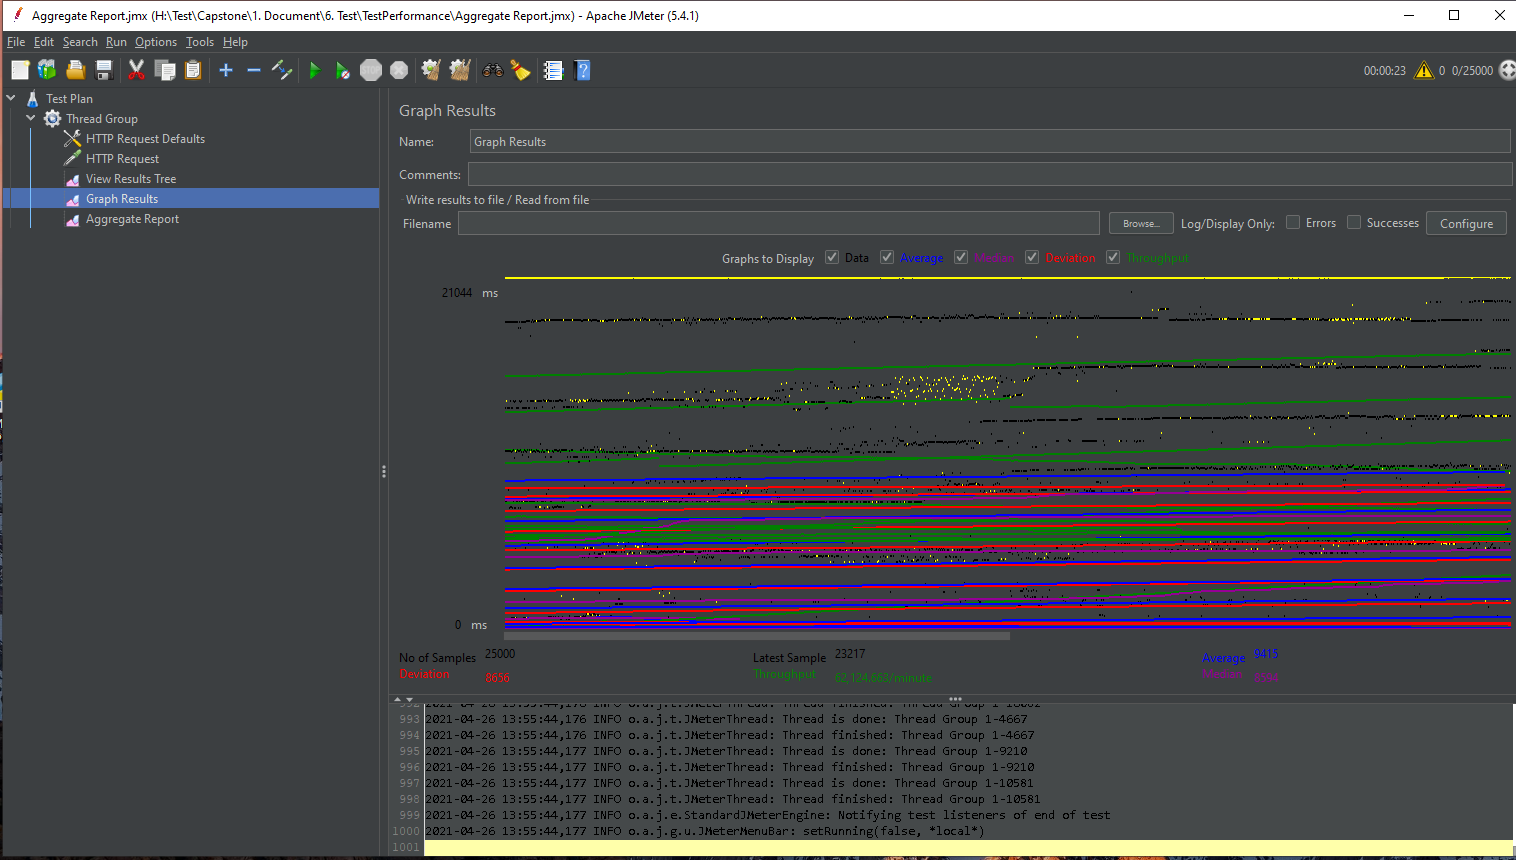 Aggregate Report.jmx (H:\Test\Capstone\1. Document\6. Test\TestPerformance\Aggregate Report.jmx) - Apache JMeter (5.4.1)
File Edit Search Run Options Tools Help
STOP
00:00:23 0 0/25000
Test Plan
Thread Group
HTTP Request Defaults
HTTP Request
View Results Tree
Graph Results
Aggregate Report
Graph Results
Name: Graph Results
Comments:
Write results to file / Read from file
Filename Browse... Log/Display Only: Errors Successes Configure
Graphs to Display Data Average Median Deviation Throughput
21044 ms
0 ms
No of Samples 25000 Latest Sample 23217 Average 9415
Deviation 8656 Throughput 62,124.663/minute Median
993 2021-04-26 13:55:44,176 INFO o.a.j.t.JMeterThread: Thread is done: Thread Group 1-4667
994 2021-04-26 13:55:44,176 INFO o.a.j.t.JMeterThread: Thread finished: Thread Group 1-4667
995 2021-04-26 13:55:44,177 INFO o.a.j.t.JMeterThread: Thread is done: Thread Group 1-9210
996 2021-04-26 13:55:44,177 INFO o.a.j.t.JMeterThread: Thread finished: Thread Group 1-9210
997 2021-04-26 13:55:44,177 INFO o.a.j.t.JMeterThread: Thread is done: Thread Group 1-10581
998 2021-04-26 13:55:44,177 INFO o.a.j.t.JMeterThread: Thread finished: Thread Group 1-10581
999 2021-04-26 13:55:44,177 INFO o.a.j.e.StandardJMeterEngine: Notifying test listeners of end of test
1000 2021-04-26 13:55:44,177 INFO o.a.j.g.u.JMeterMenuBar: setRunning(false, *local*)
1001